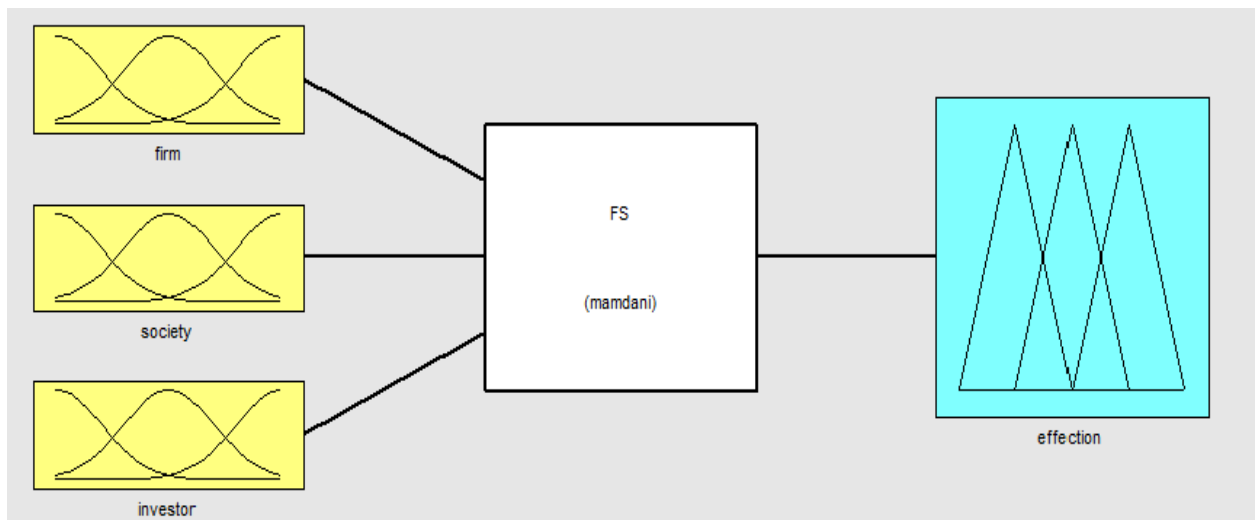 firm
society
investor
FS
(mamdani)
effection